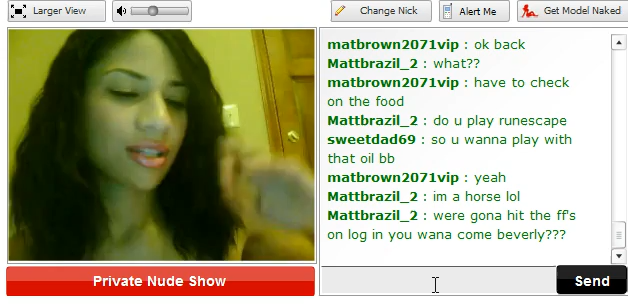 Larger View
Change Nick
Alert Me
Get Model Naked
matbrown2071vip : ok back
Mattbrazil_2 : what??
matbrown2071vip : have to check
on the food
Mattbrazil_2 : do u play runescape
sweetdad69 : so u wanna play with
that oil bb
matbrown2071vip : yeah
Mattbrazil_2 : im a horse lol
Mattbrazil_2 : were gona hit the ff's
on log in you wana come beverly???
Private Nude Show
Send